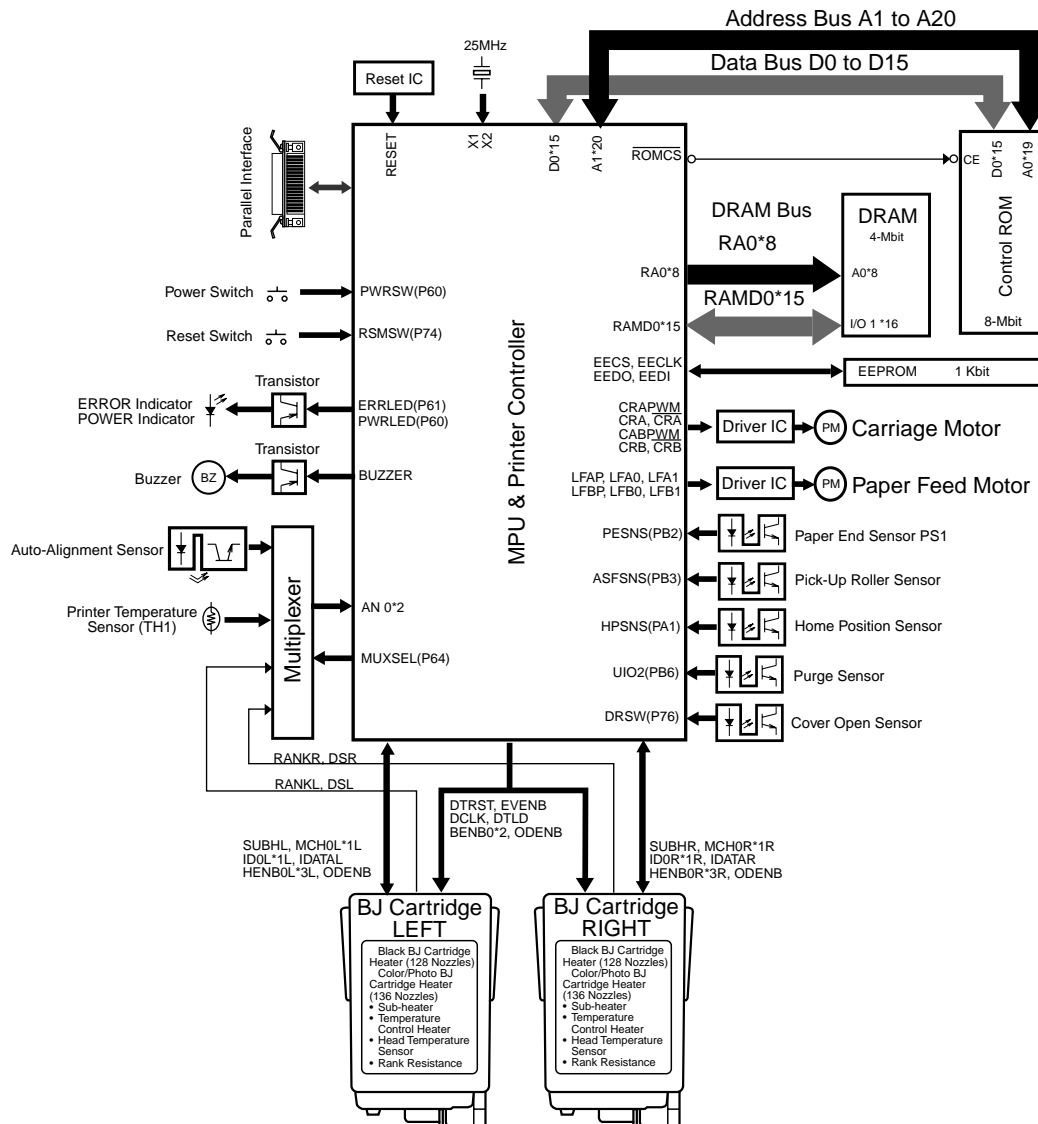 Address Bus A1 to A20
Data Bus D0 to D15
25MHz
Reset IC
Parallel Interface
RESET
X1
X2
D0*15
A1*20
ROMCS
CE
D0*15
A0*19
Control ROM
8-Mbit
DRAM Bus
RA0*8
RAMD0*15
DRAM
4-Mbit
A0*8
I/O 1 *16
RA0*8
RAMD0*15
MPU & Printer Controller
Power Switch
PWRSW(P60)
Reset Switch
RSMSW(P74)
EECS, EECLK
EEDO, EEDI
EEPROM 1 Kbit
Transistor
ERROR Indicator
POWER Indicator
ERRLED(P61)
PWRLED(P60)
CRAPWM
CRA, CRA
CABPWM
CRB, CRB
Driver IC
PM
Carriage Motor
Transistor
Buzzer
BZ
BUZZER
LFAP, LFA0, LFA1
LFBP, LFB0, LFB1
Driver IC
PM
Paper Feed Motor
Auto-Alignment Sensor
PESNS(PB2)
Paper End Sensor PS1
ASFSNS(PB3)
Pick-Up Roller Sensor
Printer Temperature
Sensor (TH1)
Multiplexer
AN 0*2
HPSNS(PA1)
Home Position Sensor
MUXSEL(P64)
UIO2(PB6)
Purge Sensor
DRSW(P76)
Cover Open Sensor
RANKR, DSR
RANKL, DSL
DTRST, EVENB
DCLK, DTLD
BENB0*2, ODENB
SUBHL, MCH0L*1L
ID0L*1L, IDATAL
HENB0L*3L, ODENB
SUBHR, MCH0R*1R
ID0R*1R, IDATAR
HENB0R*3R, ODENB
BJ Cartridge
LEFT
Black BJ Cartridge
Heater (128 Nozzles)
Color/Photo BJ
Cartridge Heater
(136 Nozzles)
• Sub-heater
• Temperature
Control Heater
• Head Temperature
Sensor
• Rank Resistance
BJ Cartridge
RIGHT
Black BJ Cartridge
Heater (128 Nozzles)
Color/Photo BJ
Cartridge Heater
(136 Nozzles)
• Sub-heater
• Temperature
Control Heater
• Head Temperature
Sensor
• Rank Resistance